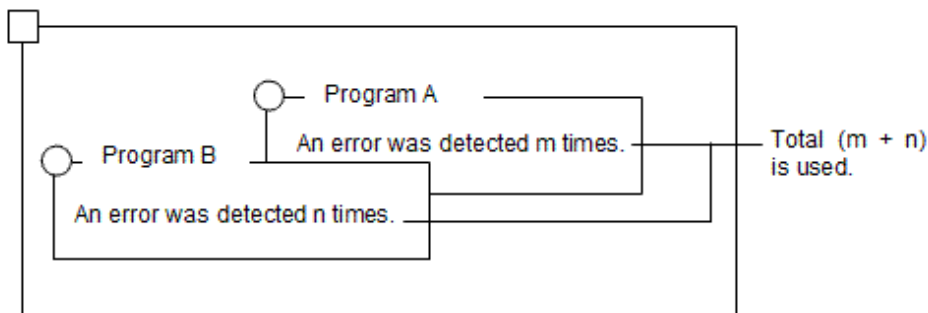 Program A
An error was detected m times.
Total (m + n)
is used.
Program B
An error was detected n times.